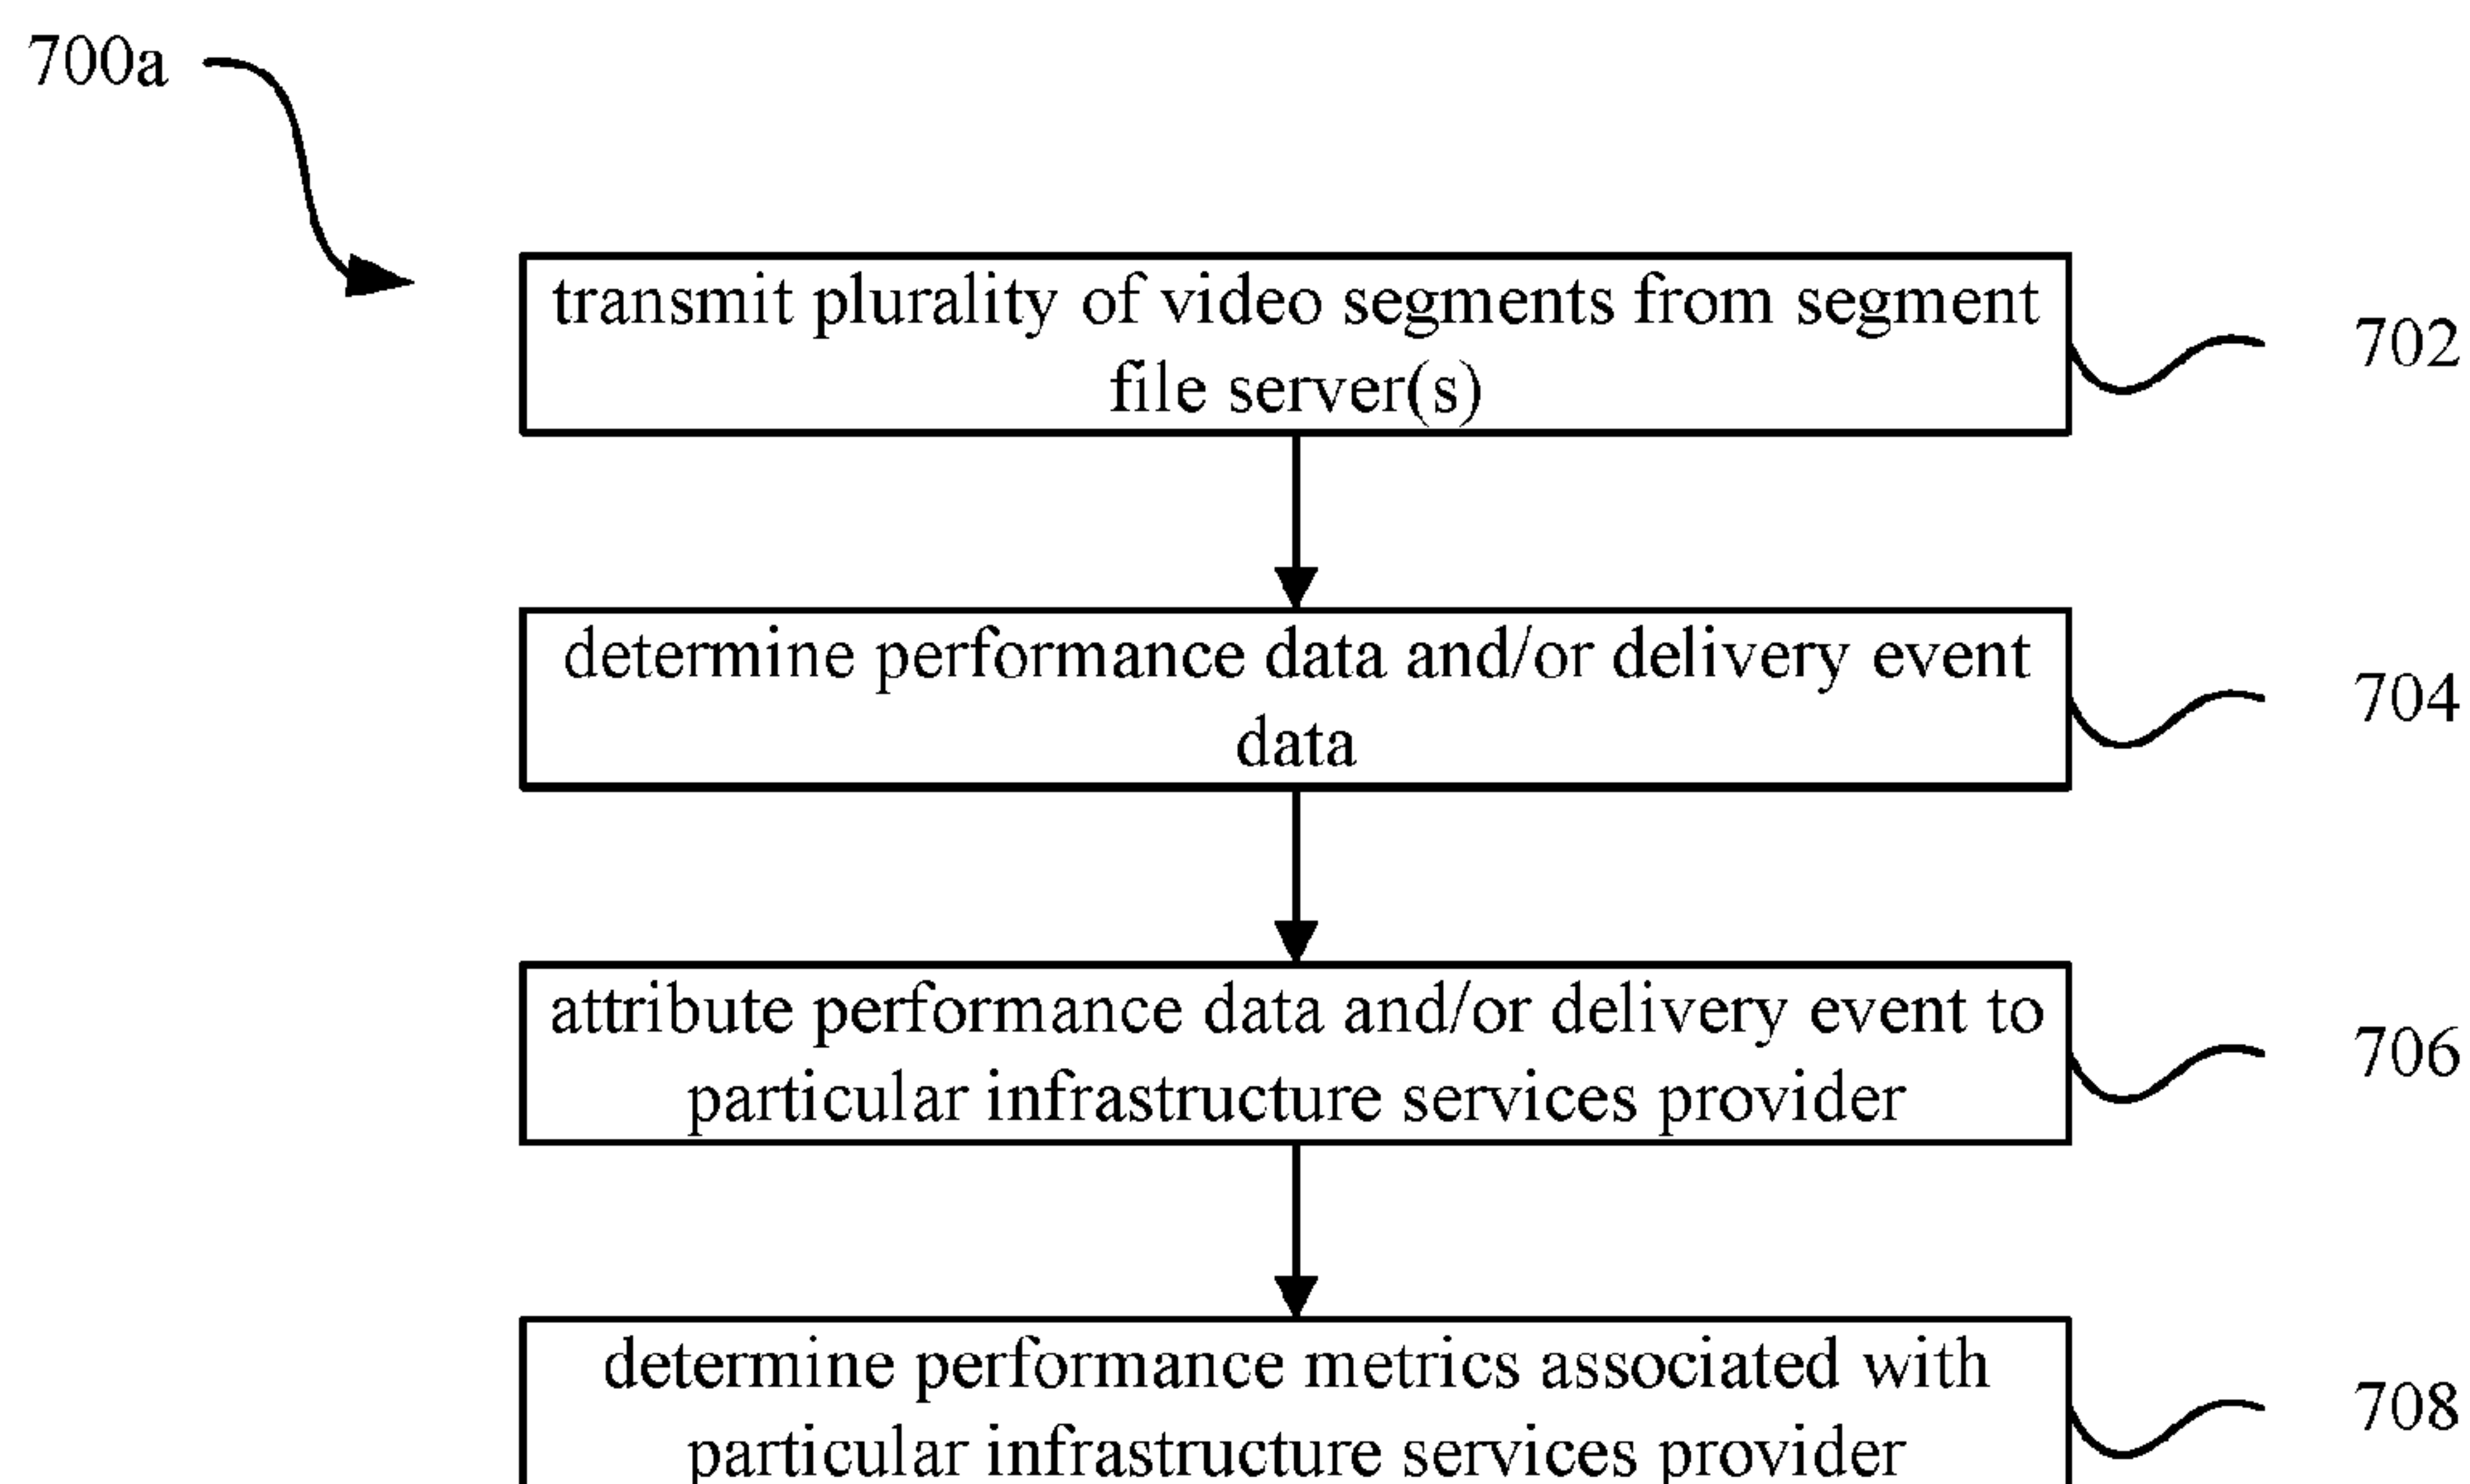 700a
transmit plurality of video segments from segment
file server(s)
702
determine performance data and/or delivery event
data
704
attribute performance data and/or delivery event to
particular infrastructure services provider
706
determine performance metrics associated with
particular infrastructure services provider
708